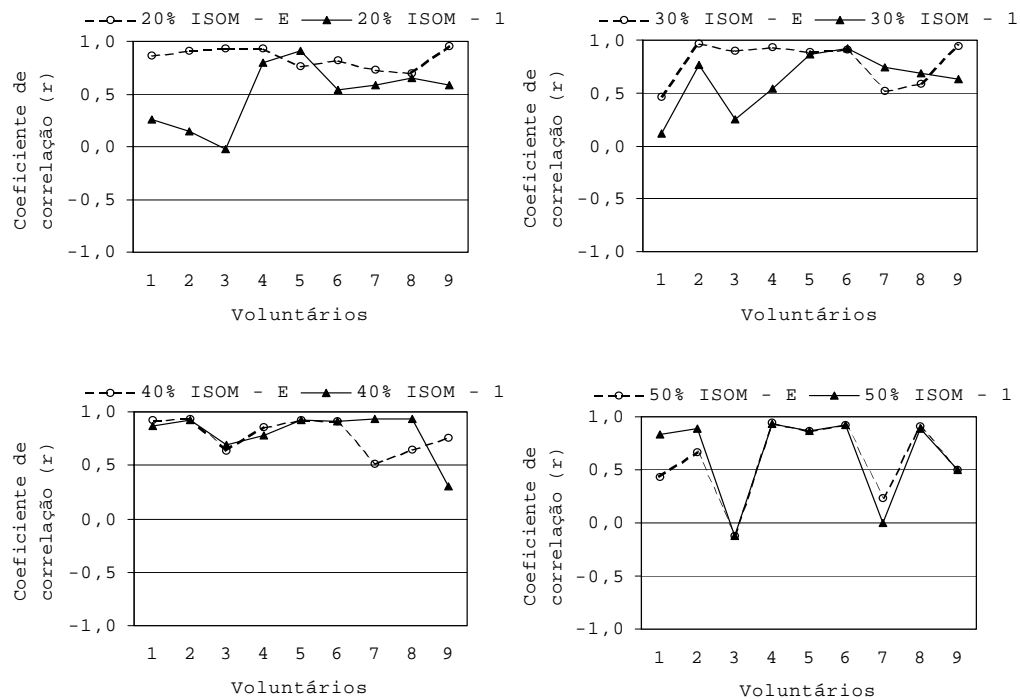 20% ISOM - E 20% ISOM - 1
Coeficiente de
correlação (r)
1,0
0,5
0,0
-0,5
-1,0
1 2 3 4 5 6 7 8 9
Voluntários
30% ISOM - E 30% ISOM - 1
Coeficiente de
correlação (r)
1,0
0,5
0,0
-0,5
-1,0
1 2 3 4 5 6 7 8 9
Voluntários
40% ISOM - E 40% ISOM - 1
Coeficiente de
correlação (r)
1,0
0,5
0,0
-0,5
-1,0
1 2 3 4 5 6 7 8 9
Voluntários
50% ISOM - E 50% ISOM - 1
Coeficiente de
correlação (r)
1,0
0,5
0,0
-0,5
-1,0
1 2 3 4 5 6 7 8 9
Voluntários